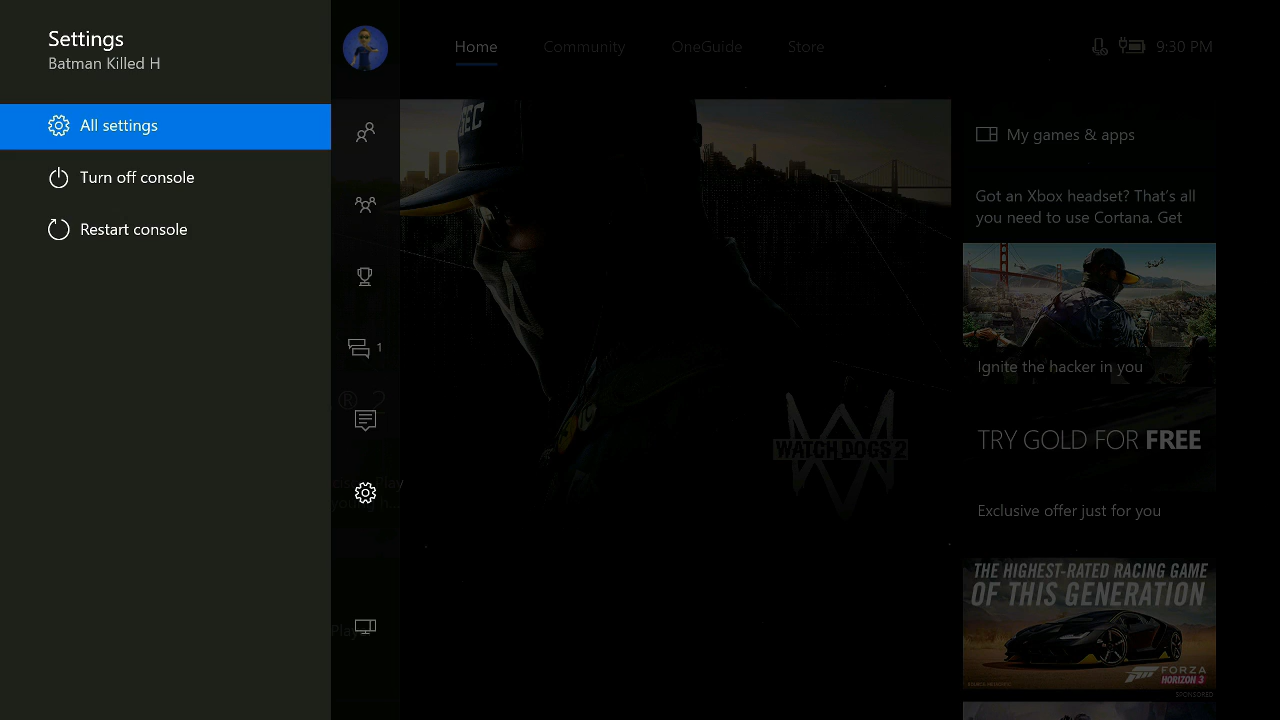 Settings
Batman Killed H
All settings
Turn off console
Restart console
1
® 2
Play
Home
Community
OneGuide
Store
9:30 PM
WATCH DOGS 2
My games & apps
Got an Xbox headset? That's all
you need to use Cortana. Get
Ignite the hacker in you
TRY GOLD FOR FREE
Exclusive offer just for you
THE HIGHEST-RATED RACING GAME
OF THIS GENERATION
FORZA
HORIZON 3
SPONSORED